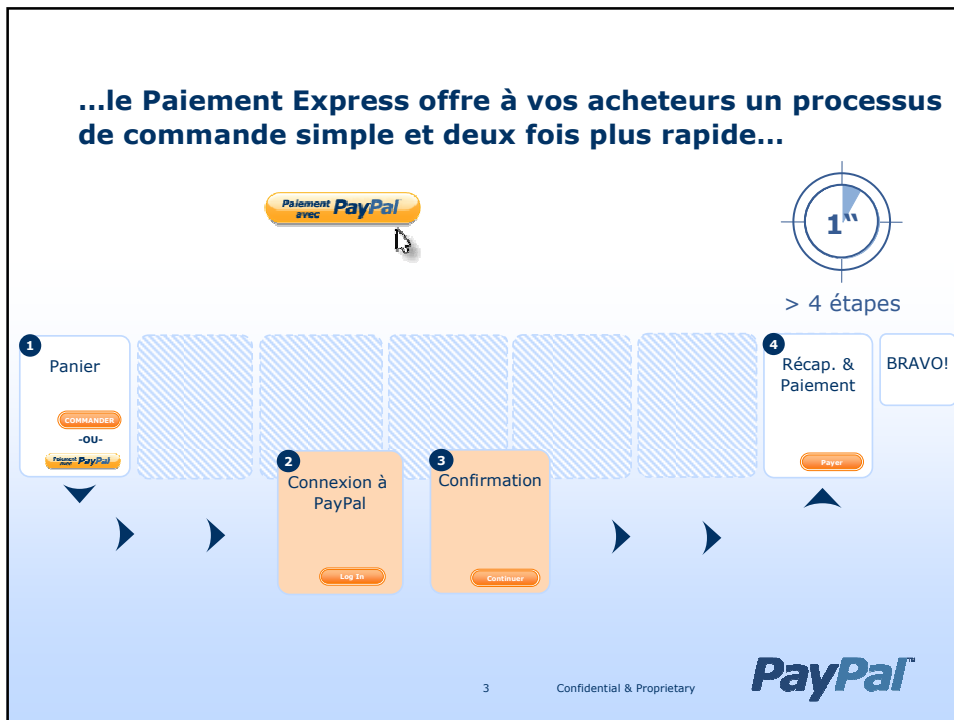 ...le Paiement Express offre à vos acheteurs un processus
de commande simple et deux fois plus rapide...
Paiement
avec PayPal
1“
> 4 étapes
1
Panier
COMMANDER
-OU-
Paiement
avec PayPal
2
Connexion à
PayPal
Log In
3
Confirmation
Continuer
4
Récap. &
Paiement
Payer
BRAVO!
3 Confidential & Proprietary
PayPal™